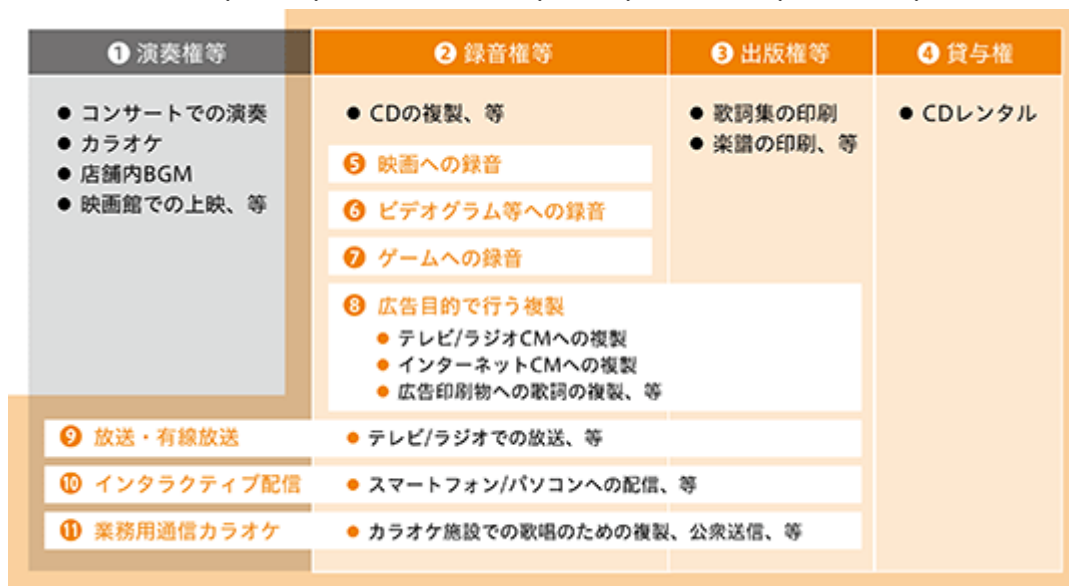 ❶ 演奏権等
❷ 録音権等
❸ 出版権等
❹ 貸与権
● コンサートでの演奏
● カラオケ
● 店舗内BGM
● 映画館での上映、等
● CDの複製、等
❺ 映画への録音
❻ ビデオグラム等への録音
❼ ゲームへの録音
● 歌詞集の印刷
● 楽譜の印刷、等
● CDレンタル
❽ 広告目的で行う複製
● テレビ/ラジオCMへの複製
● インターネットCMへの複製
● 広告印刷物への歌詞の複製、等
❾ 放送・有線放送
● テレビ/ラジオでの放送、等
❿ インタラクティブ配信
● スマートフォン/パソコンへの配信、等
⓫ 業務用通信カラオケ
● カラオケ施設での歌唱のための複製、公衆送信、等